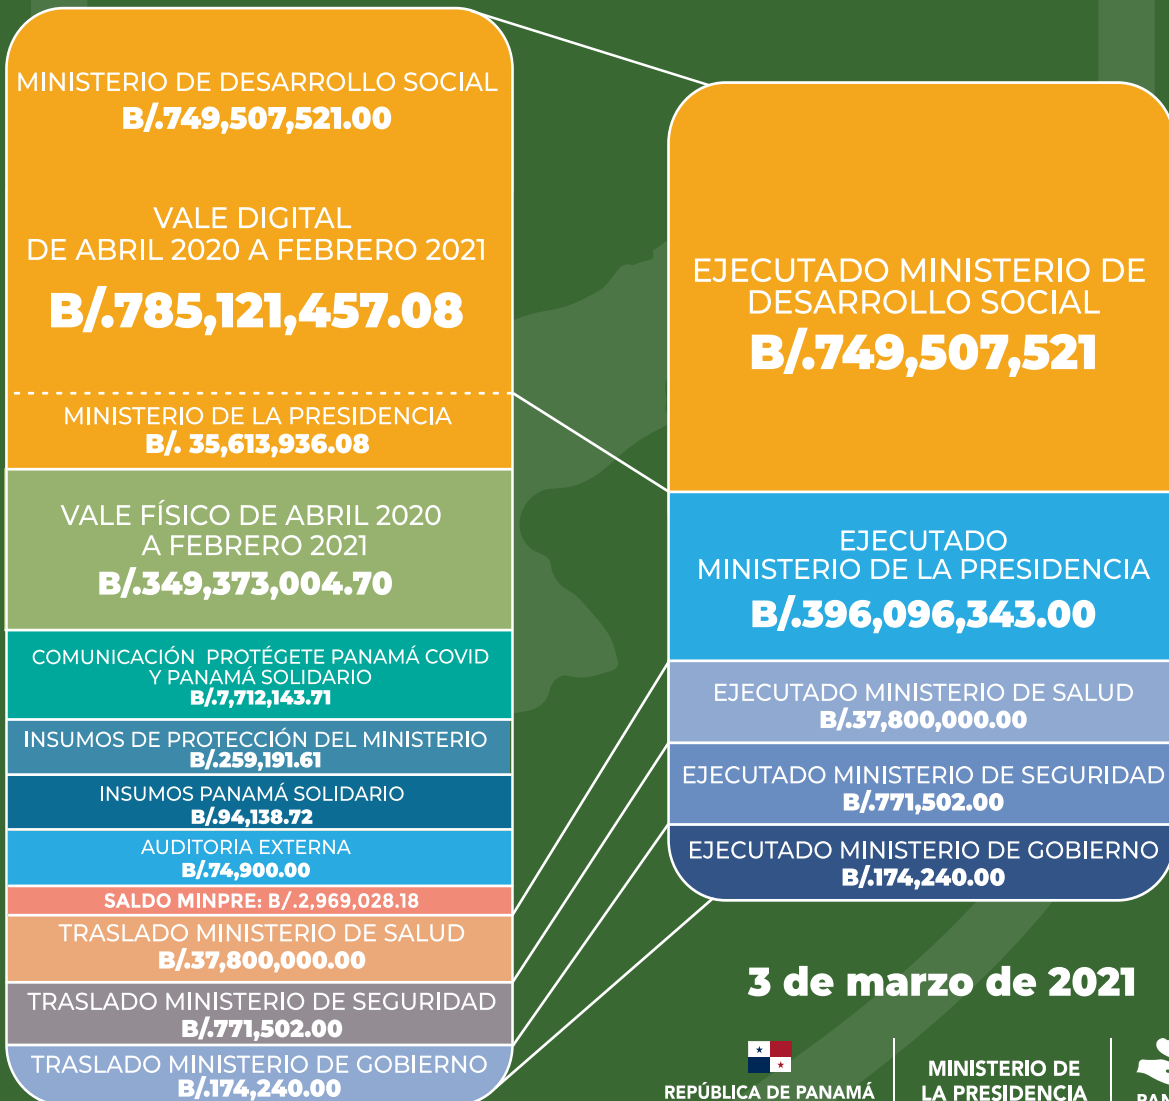 MINISTERIO DE DESARROLLO SOCIAL
B/.749,507,521.00
VALE DIGITAL
DE ABRIL 2020 A FEBRERO 2021
B/.785,121,457.08
MINISTERIO DE LA PRESIDENCIA
B/. 35,613,936.08
VALE FÍSICO DE ABRIL 2020
A FEBRERO 2021
B/.349,373,004.70
COMUNICACIÓN PROTÉGETE PANAMÁ COVID
Y PANAMÁ SOLIDARIO
B/.7,712,143.71
INSUMOS DE PROTECCIÓN DEL MINISTERIO
B/.259,191.61
INSUMOS PANAMÁ SOLIDARIO
B/.94,138.72
AUDITORIA EXTERNA
B/.74,900.00
SALDO MINPRE: B/.2,969,028.18
TRASLADO MINISTERIO DE SALUD
B/.37,800,000.00
TRASLADO MINISTERIO DE SEGURIDAD
B/.771,502.00
TRASLADO MINISTERIO DE GOBIERNO
B/.174,240.00
EJECUTADO MINISTERIO DE
DESARROLLO SOCIAL
B/.749,507,521
EJECUTADO
MINISTERIO DE LA PRESIDENCIA
B/.396,096,343.00
EJECUTADO MINISTERIO DE SALUD
B/.37,800,000.00
EJECUTADO MINISTERIO DE SEGURIDAD
B/.771,502.00
EJECUTADO MINISTERIO DE GOBIERNO
B/.174,240.00
3 de marzo de 2021
REPÚBLICA DE PANAMÁ
MINISTERIO DE
LA PRESIDENCIA